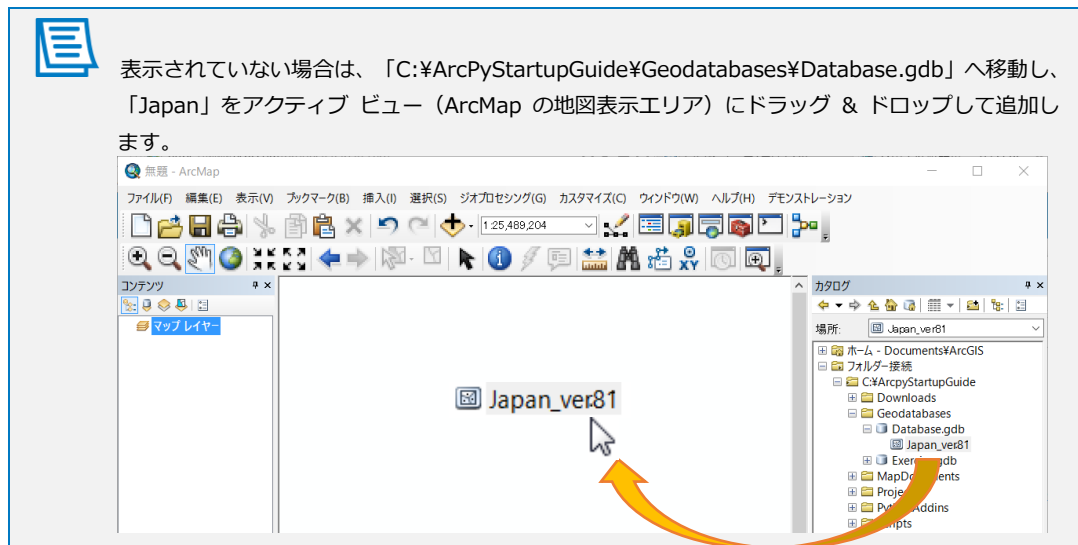 表示されていない場合は、「C:¥ArcPyStartupGuide¥Geodatabases¥Database.gdb」へ移動し、
「Japan」をアクティブ ビュー（ArcMap の地図表示エリア）にドラッグ & ドロップして追加し
ます。
無題 - ArcMap
ファイル(F) 編集(E) 表示(V) ブックマーク(B) 挿入(I) 選択(S) ジオプロセシング(G) カスタマイズ(C) ウィンドウ(W) ヘルプ(H) デモンストレーション
1:25,489,204
コンテンツ
マップ レイヤー
Japan_ver81
カタログ
場所: Japan_ver81
ホーム - Documents¥ArcGIS
フォルダー接続
C:¥ArcpyStartupGuide
Downloads
Geodatabases
Database.gdb
Japan_ver81